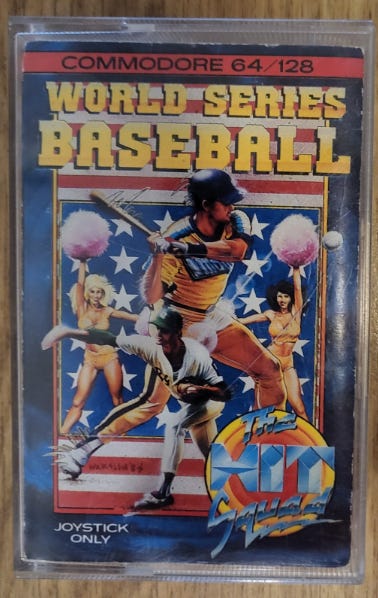 COMMODORE 64/128
WORLD SERIES
BASEBALL
The
HIT
Squad
JOYSTICK
ONLY